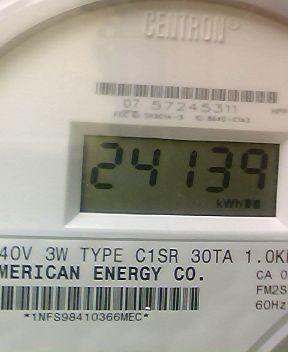 CENTRON®
07 57245311
24139
kWh
40V 3W TYPE C1SR 30TA 1.0K
MERICAN ENERGY CO.
CA 0
FM2S
60Hz
*1NFS98410366MEC*